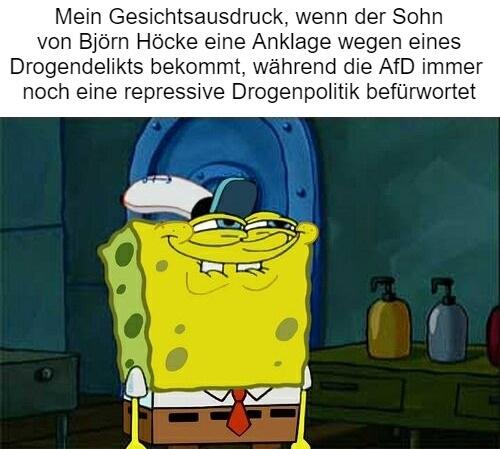 Mein Gesichtsausdruck, wenn der Sohn
von Björn Höcke eine Anklage wegen eines
Drogendelikts bekommt, während die AfD immer
noch eine repressive Drogenpolitik befürwortet